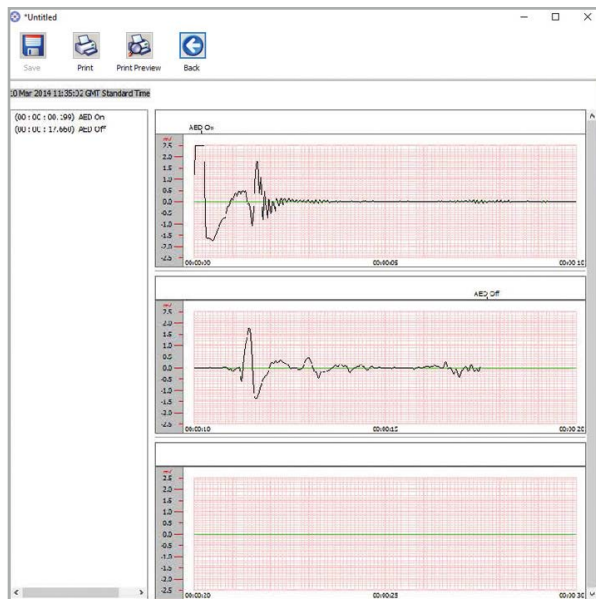 *Untitled
Save Print Print Preview Back
10 Mar 2014 11:35:02 GMT Standard Time
(00:00:00.199) AED On
(00:00:17.660) AED Off
AED On
mV
2.5
2.0
1.5
1.0
0.5
0.0
-0.5
-1.0
-1.5
-2.0
-2.5
00:00:00 00:00:05 00:00:10
AED Off
mV
2.5
2.0
1.5
1.0
0.5
0.0
-0.5
-1.0
-1.5
-2.0
-2.5
00:00:10 00:00:15 00:00:20
mV
2.5
2.0
1.5
1.0
0.5
0.0
-0.5
-1.0
-1.5
-2.0
-2.5
00:00:20 00:00:25 00:00:30